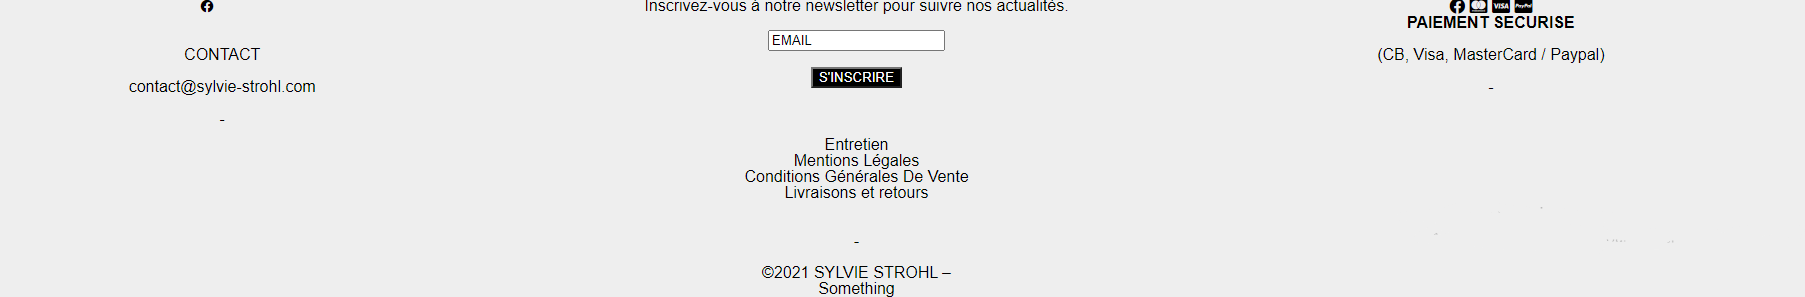 CONTACT
contact@sylvie-strohl.com
-
Inscrivez-vous à notre newsletter pour suivre nos actualités.
EMAIL
S'INSCRIRE
Entretien
Mentions Légales
Conditions Générales De Vente
Livraisons et retours
-
©2021 SYLVIE STROHL –
Something
VISA PayPal
PAIEMENT SECURISE
(CB, Visa, MasterCard / Paypal)
-